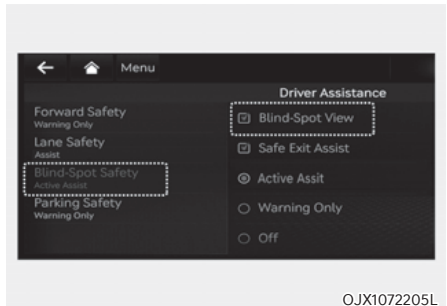 Menu
Driver Assistance
Forward Safety
Warning Only
Lane Safety
Assist
Blind-Spot Safety
Active Assist
Parking Safety
Warning Only
Blind-Spot View
Safe Exit Assist
Active Assit
Warning Only
Off
OJX1072205L